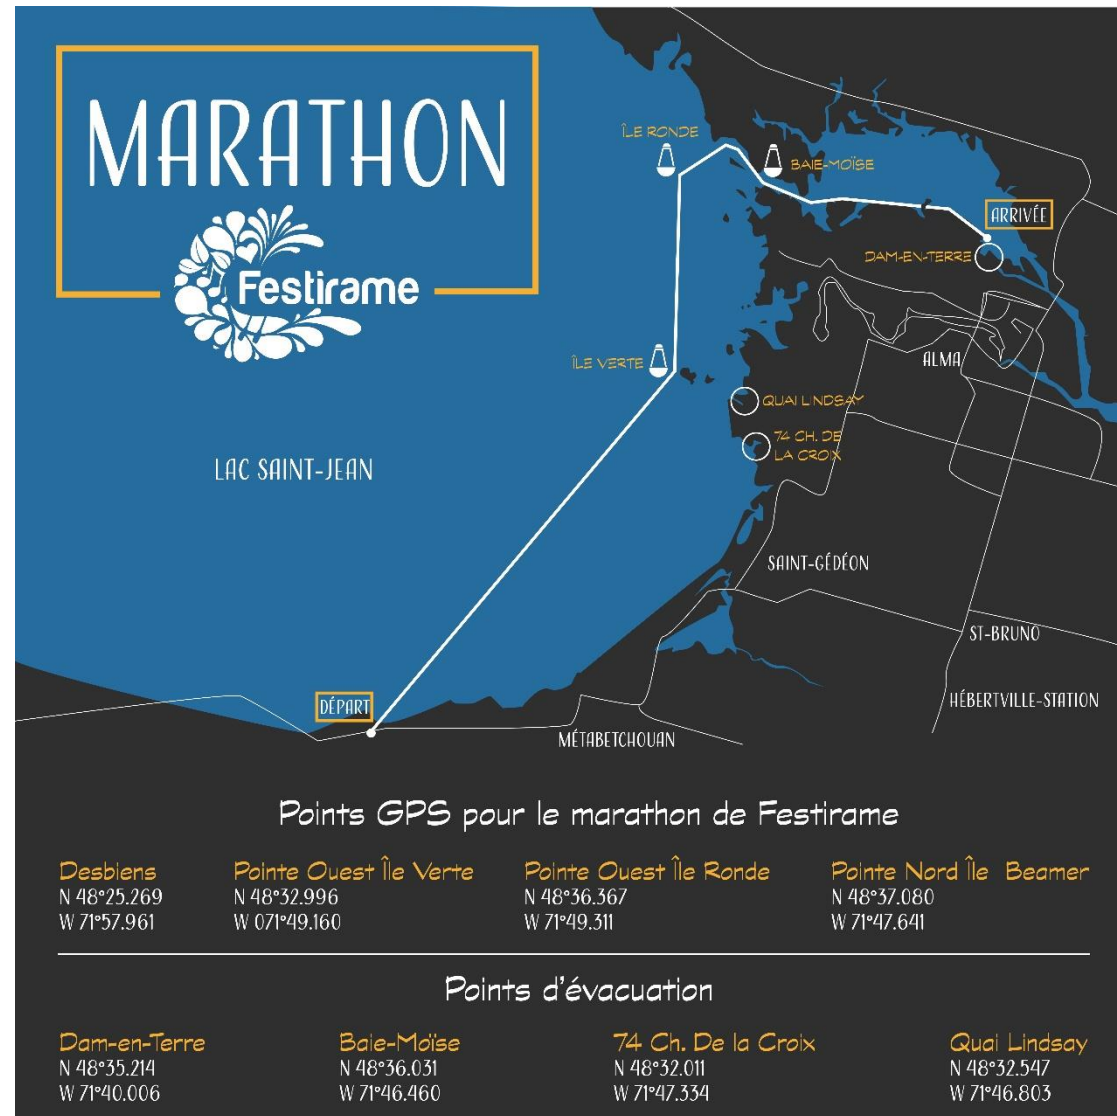 MARATHON
Festirame
ÎLE RONDE
BAIE-MOÏSE
ARRIVÉE
DAM-EN-TERRE
ÎLE VERTE
ALMA
QUAI LINDSAY
74 CH. DE
LA CROIX
LAC SAINT-JEAN
SAINT-GÉDÉON
ST-BRUNO
HÉBERTVILLE-STATION
DÉPART
MÉTABETCHOUAN
Points GPS pour le marathon de Festirame
Desbiens
N 48°25.269
W 71°57.961
Pointe Ouest Île Verte
N 48°32.996
W 071°49.160
Pointe Ouest Île Ronde
N 48°36.367
W 71°49.311
Pointe Nord Île Beamer
N 48°37.080
W 71°47.641
Points d'évacuation
Dam-en-Terre
N 48°35.214
W 71°40.006
Baie-Moïse
N 48°36.031
W 71°46.460
74 Ch. De la Croix
N 48°32.011
W 71°47.334
Quai Lindsay
N 48°32.547
W 71°46.803